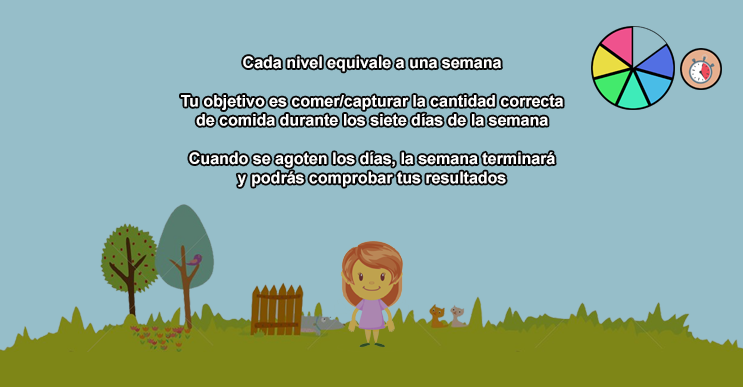 Cada nivel equivale a una semana
Tu objetivo es comer/capturar la cantidad correcta
de comida durante los siete días de la semana
Cuando se agoten los días, la semana terminará
y podrás comprobar tus resultados